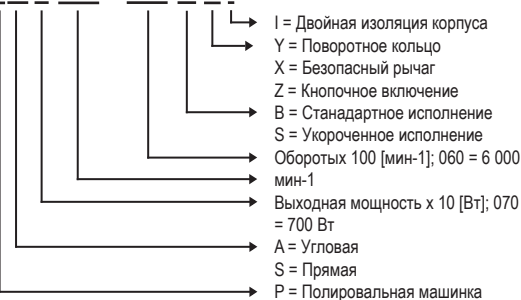 I = Двойная изоляция корпуса
Y = Поворотное кольцо
X = Безопасный рычаг
Z = Кнопочное включение
B = Станадартное исполнение
S = Укороченное исполнение
Оборотых 100 [мин-1]; 060 = 6 000
мин-1
Выходная мощность x 10 [Вт]; 070
= 700 Вт
A = Угловая
S = Прямая
P = Полировальная машинка